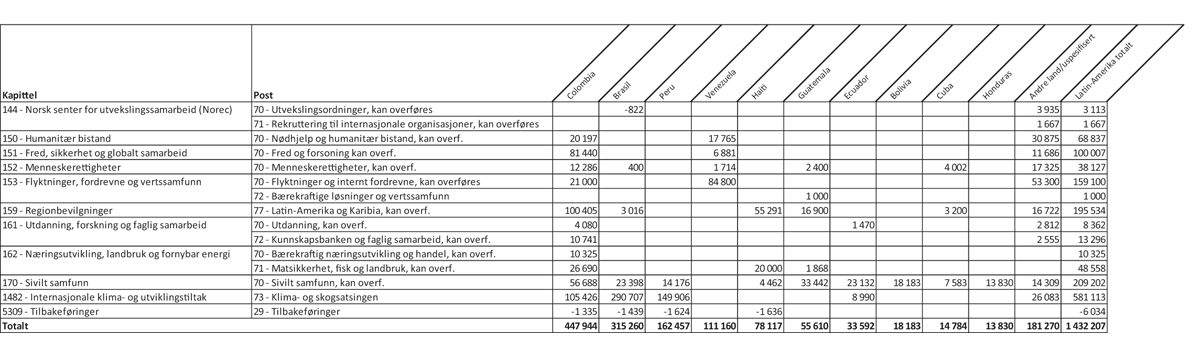 Kapittel Post Colombia Brasil Peru Venezuela Haiti Guatemala Ecuador Bolivia Cuba Honduras Andre land/uspesifisert Latin-Amerika totalt
144 - Norsk senter for utvekslingssamarbeid (Norec) 70 - Utvekslingsordninger, kan overføres -822 3 935 3 113
71 - Rekruttering til internasjonale organisasjoner, kan overføres 1 667 1 667
150 - Humanitær bistand 70 - Nødhjelp og humanitær bistand, kan overf. 20 197 17 765 30 875 68 837
151 - Fred, sikkerhet og globalt samarbeid 70 - Fred og forsoning kan overf. 81 440 6 881 11 686 100 007
152 - Menneskerettigheter 70 - Menneskerettigheter, kan overf. 12 286 400 1 714 2 400 4 002 17 325 38 127
153 - Flyktninger, fordrevne og vertssamfunn 70 - Flyktninger og internt fordrevne, kan overføres 21 000 84 800 53 300 159 100
72 - Bærekraftige løsninger og vertssamfunn 1 000 1 000
159 - Regionbevilgninger 77 - Latin-Amerika og Karibia, kan overf. 100 405 3 016 55 291 16 900 3 200 16 722 195 534
161 - Utdanning, forskning og faglig samarbeid 70 - Utdanning, kan overf. 4 080 1 470 2 812 8 362
72 - Kunnskapsbanken og faglig samarbeid, kan overf. 10 741 2 555 13 296
162 - Næringsutvikling, landbruk og fornybar energi 70 - Bærekraftig næringsutvikling og handel, kan overf. 10 325 10 325
71 - Matsikkerhet, fisk og landbruk, kan overf. 26 690 20 000 1 868 48 558
170 - Sivilt samfunn 70 - Sivilt samfunn, kan overf. 56 688 23 398 14 176 4 462 33 442 23 132 18 183 7 583 13 830 14 309 209 202
1482 - Internasjonale klima- og utviklingstiltak 73 - Klima- og skogsatsingen 105 426 290 707 149 906 8 990 26 083 581 113
5309 - Tilbakeføringer 29 - Tilbakeføringer -1 335 -1 439 -1 624 -1 636 -6 034
Totalt 447 944 315 260 162 457 111 160 78 117 55 610 33 592 18 183 14 784 13 830 181 270 1 432 207